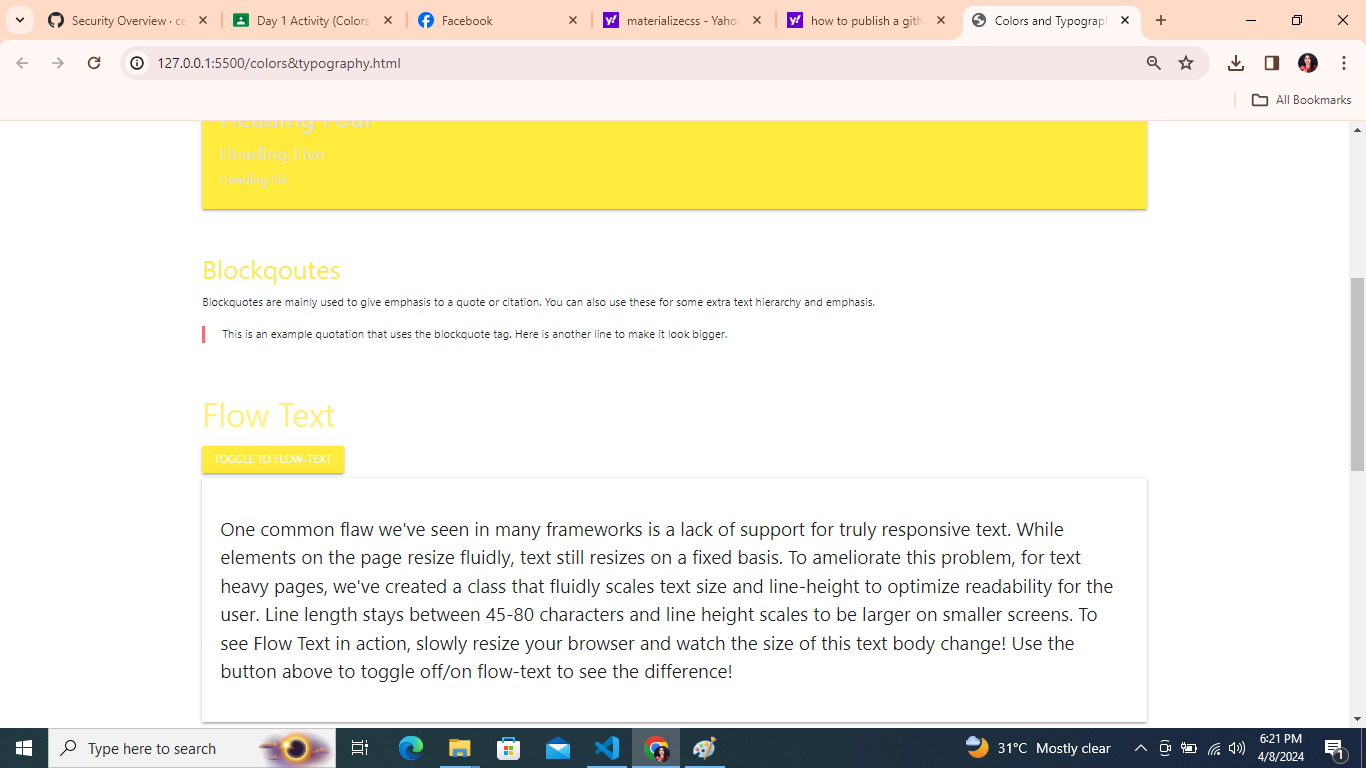 Security Overview · ce
Day 1 Activity (Colors
Facebook
materializecss - Yaho
how to publish a gith
Colors and Typograph
127.0.0.1:5500/colors&typography.html
All Bookmarks
Heading Four
Heading Five
Heading Six
Blockqoutes
Blockquotes are mainly used to give emphasis to a quote or citation. You can also use these for some extra text hierarchy and emphasis.
This is an example quotation that uses the blockquote tag. Here is another line to make it look bigger.
Flow Text
TOGGLE TO FLOW-TEXT
One common flaw we've seen in many frameworks is a lack of support for truly responsive text. While
elements on the page resize fluidly, text still resizes on a fixed basis. To ameliorate this problem, for text
heavy pages, we've created a class that fluidly scales text size and line-height to optimize readability for the
user. Line length stays between 45-80 characters and line height scales to be larger on smaller screens. To
see Flow Text in action, slowly resize your browser and watch the size of this text body change! Use the
button above to toggle off/on flow-text to see the difference!
Type here to search
31°C Mostly clear
6:21 PM
4/8/2024
1